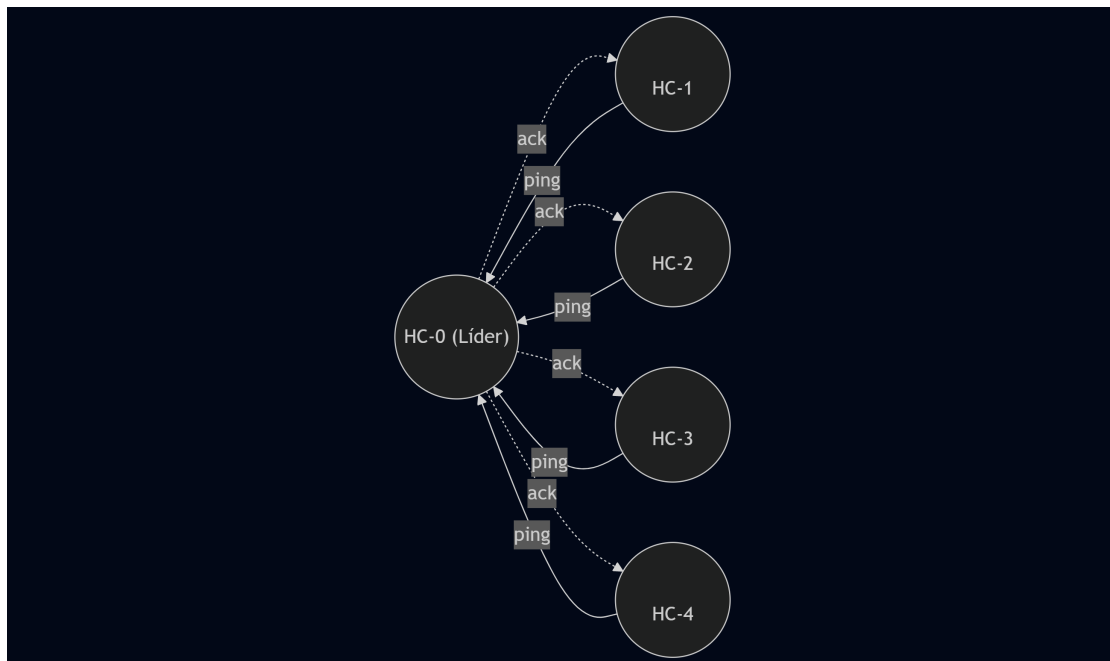 HC-1
ack
ping
ack
HC-2
ping
HC-0 (Líder)
ack
HC-3
ping
ack
ping
HC-4